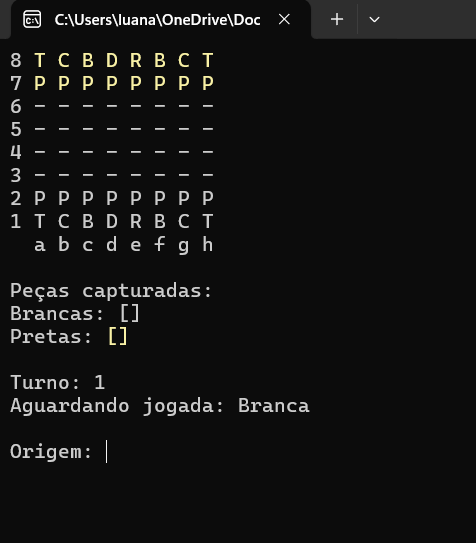 C:\Users\luana\OneDrive\Doc
8 T C B D R B C T
7 P P P P P P P P
6 - - - - - - - -
5 - - - - - - - -
4 - - - - - - - -
3 - - - - - - - -
2 P P P P P P P P
1 T C B D R B C T
a b c d e f g h
Peças capturadas:
Brancas: []
Pretas: []
Turno: 1
Aguardando jogada: Branca
Origem: